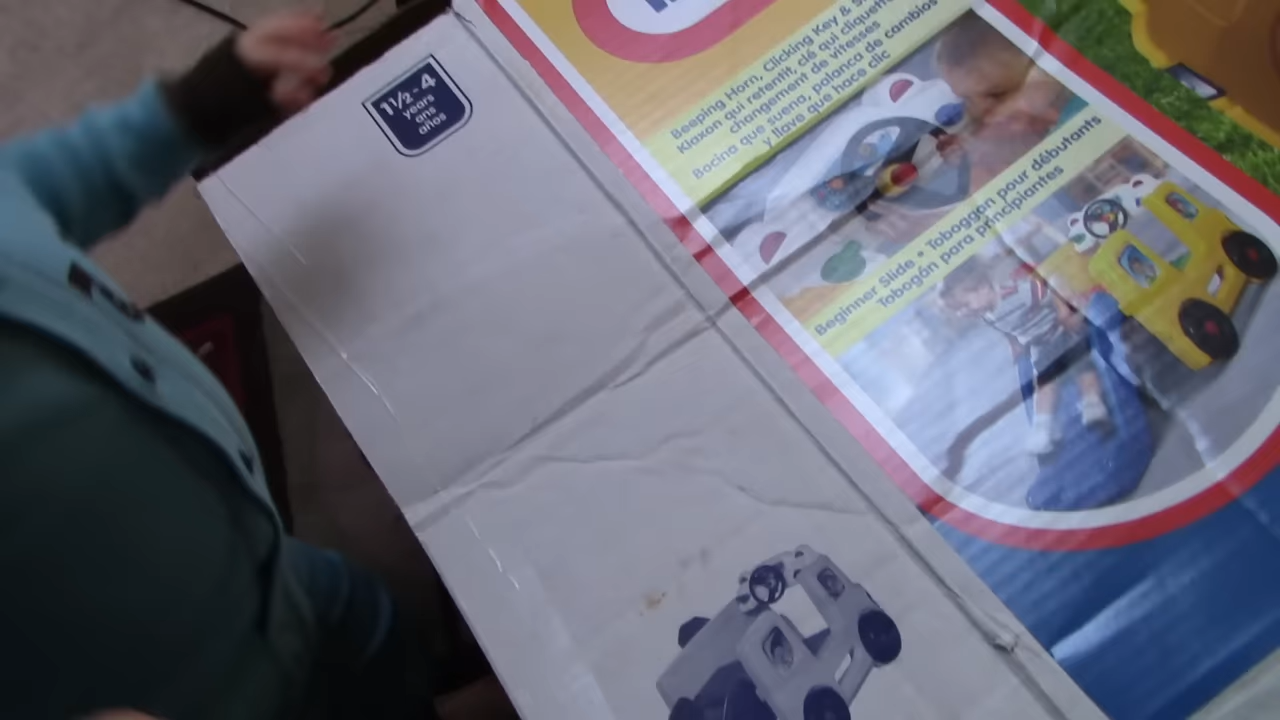 1½-4
years
ans
años
Beeping Horn, Clicking Key &
Klaxon qui retentit, clé qui cliquette
changement de vitesses
Bocina que suena, palanca de cambios
y llave que hace clic
Beginner Slide • Toboggan pour débutants
Tobogán para principiantes